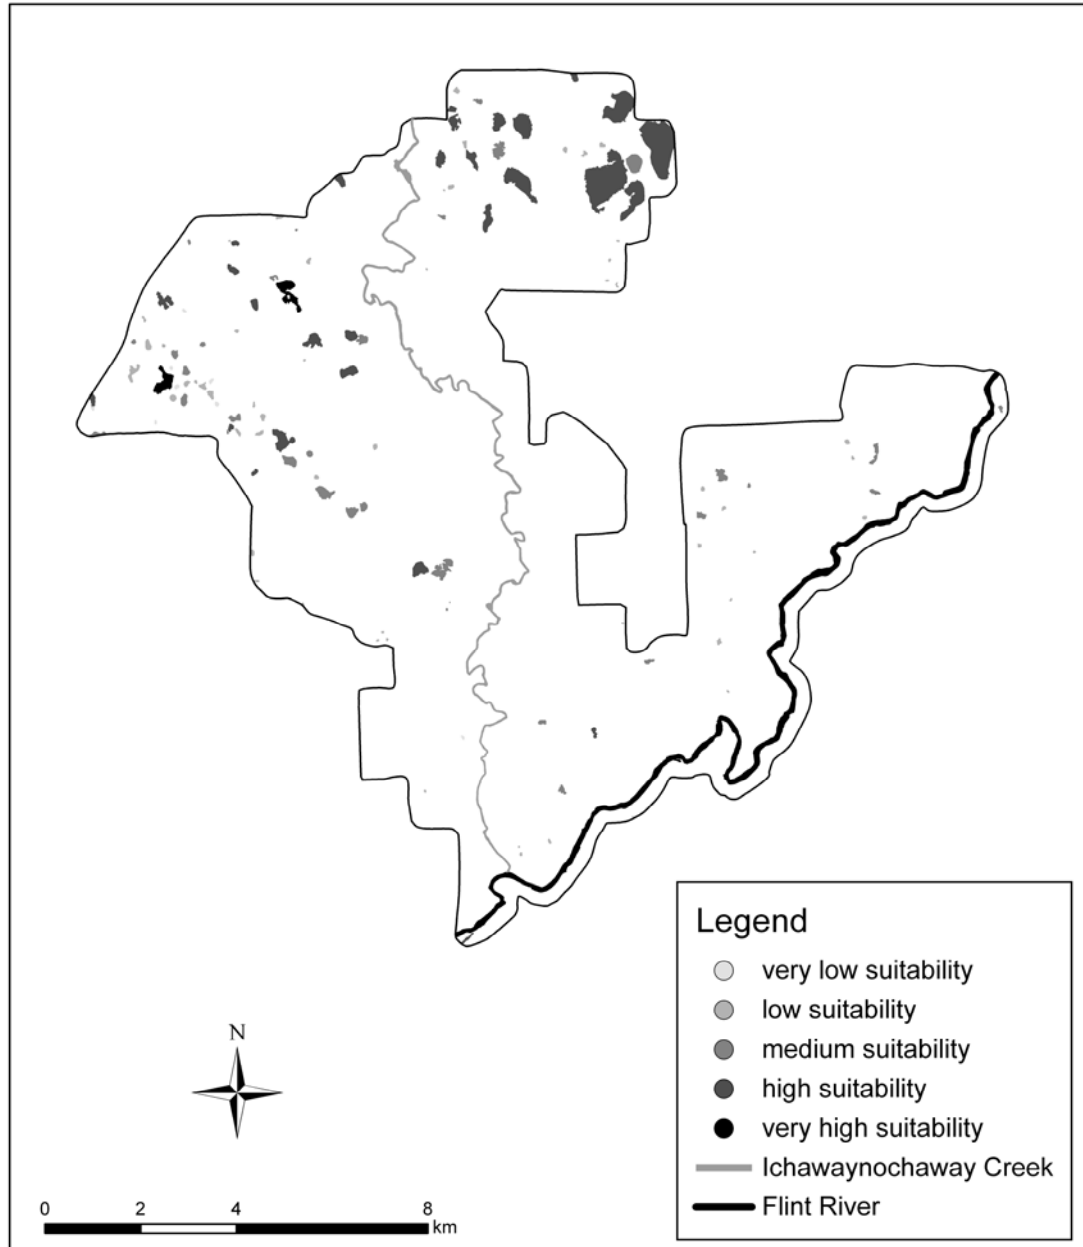 Legend
very low suitability
low suitability
medium suitability
high suitability
very high suitability
Ichawaynochaway Creek
Flint River
N
0 2 4 8
km